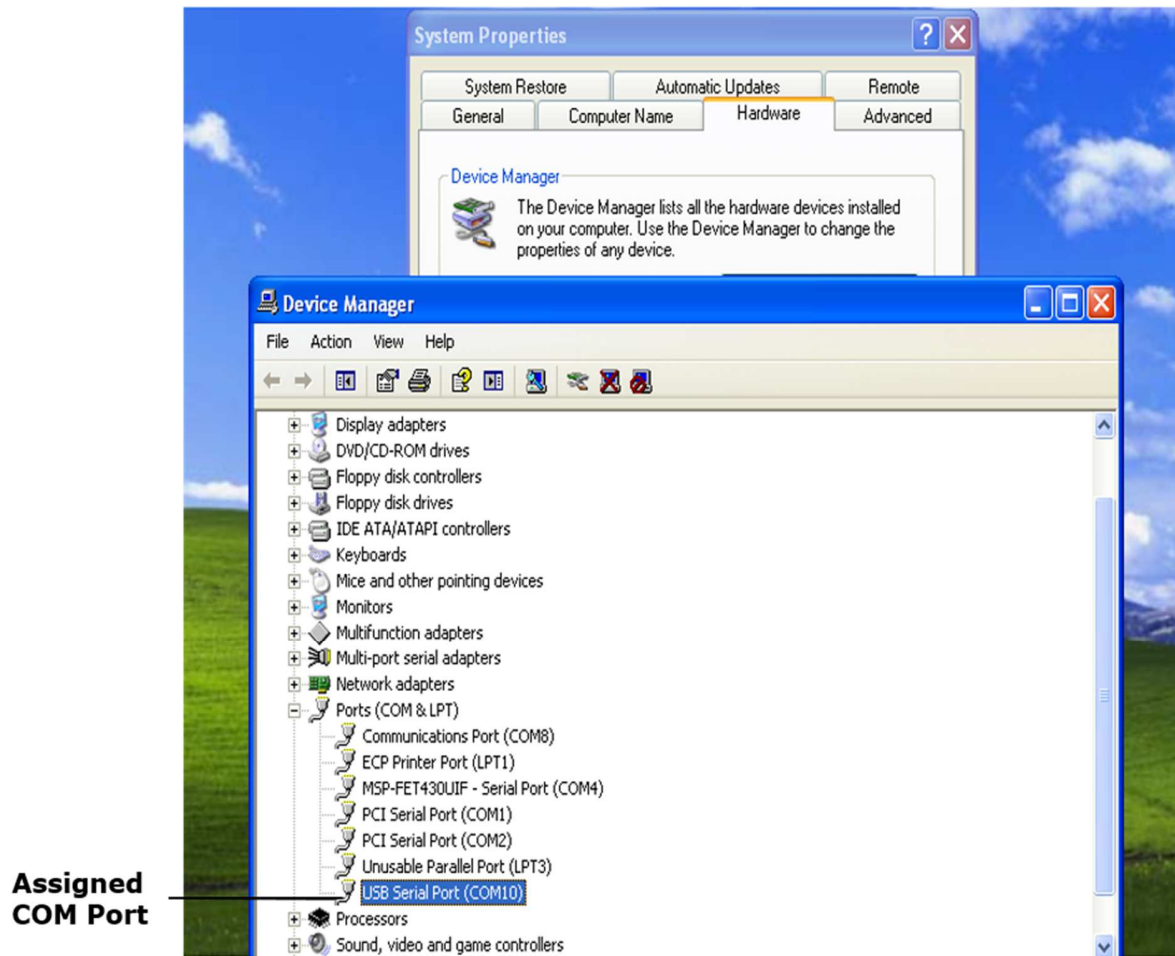 System Properties
System Restore Automatic Updates Remote
General Computer Name Hardware Advanced
Device Manager
The Device Manager lists all the hardware devices installed
on your computer. Use the Device Manager to change the
properties of any device.
Device Manager
File Action View Help
Display adapters
DVD/CD-ROM drives
Floppy disk controllers
Floppy disk drives
IDE ATA/ATAPI controllers
Keyboards
Mice and other pointing devices
Monitors
Multifunction adapters
Multi-port serial adapters
Network adapters
Ports (COM & LPT)
Communications Port (COM8)
ECP Printer Port (LPT1)
MSP-FET430UIF - Serial Port (COM4)
PCI Serial Port (COM1)
PCI Serial Port (COM2)
Unusable Parallel Port (LPT3)
USB Serial Port (COM10)
Processors
Sound, video and game controllers
Assigned
COM Port